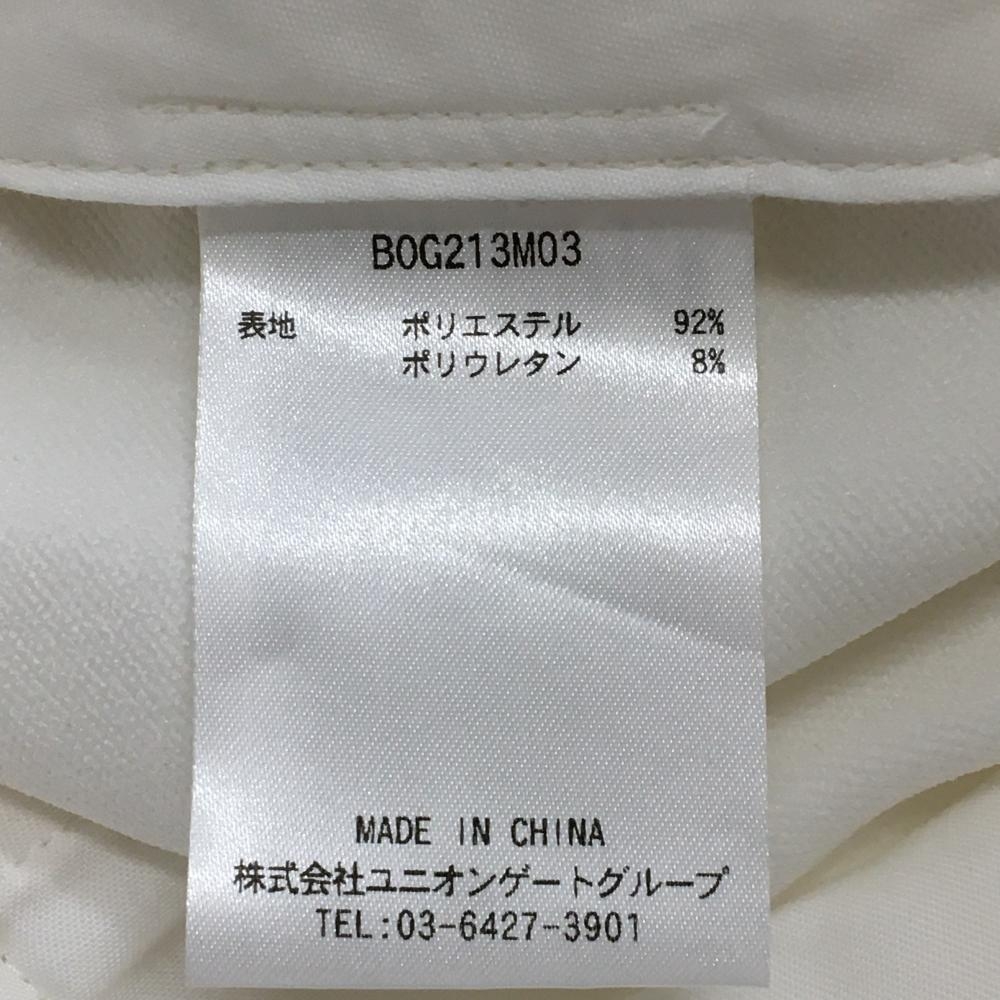 BOG213M03
表地 ポリエステル 92%
ポリウレタン 8%
MADE IN CHINA
株式会社ユニオンゲートグループ
TEL:03-6427-3901